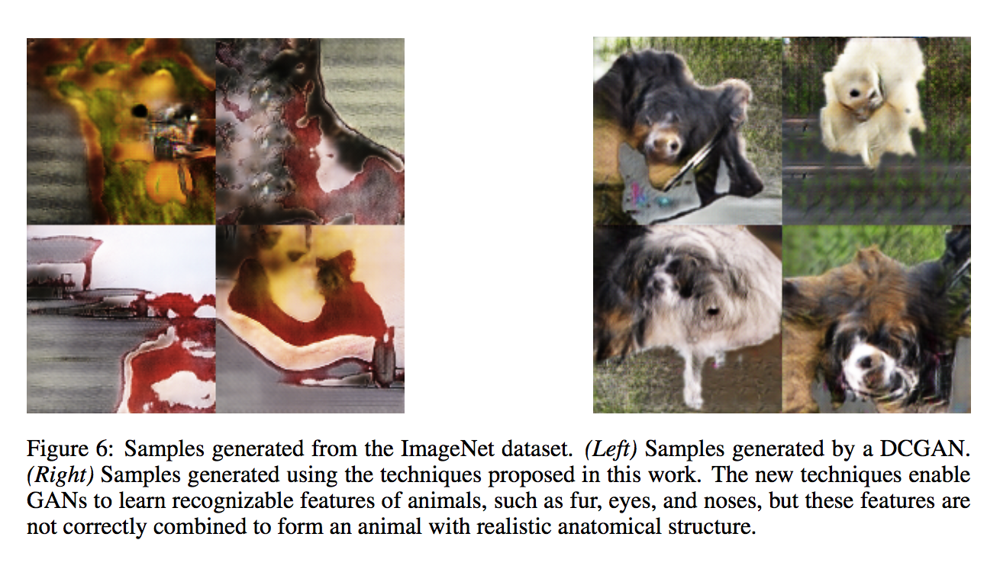 Figure 6: Samples generated from the ImageNet dataset. (Left) Samples generated by a DCGAN.
(Right) Samples generated using the techniques proposed in this work. The new techniques enable
GANs to learn recognizable features of animals, such as fur, eyes, and noses, but these features are
not correctly combined to form an animal with realistic anatomical structure.